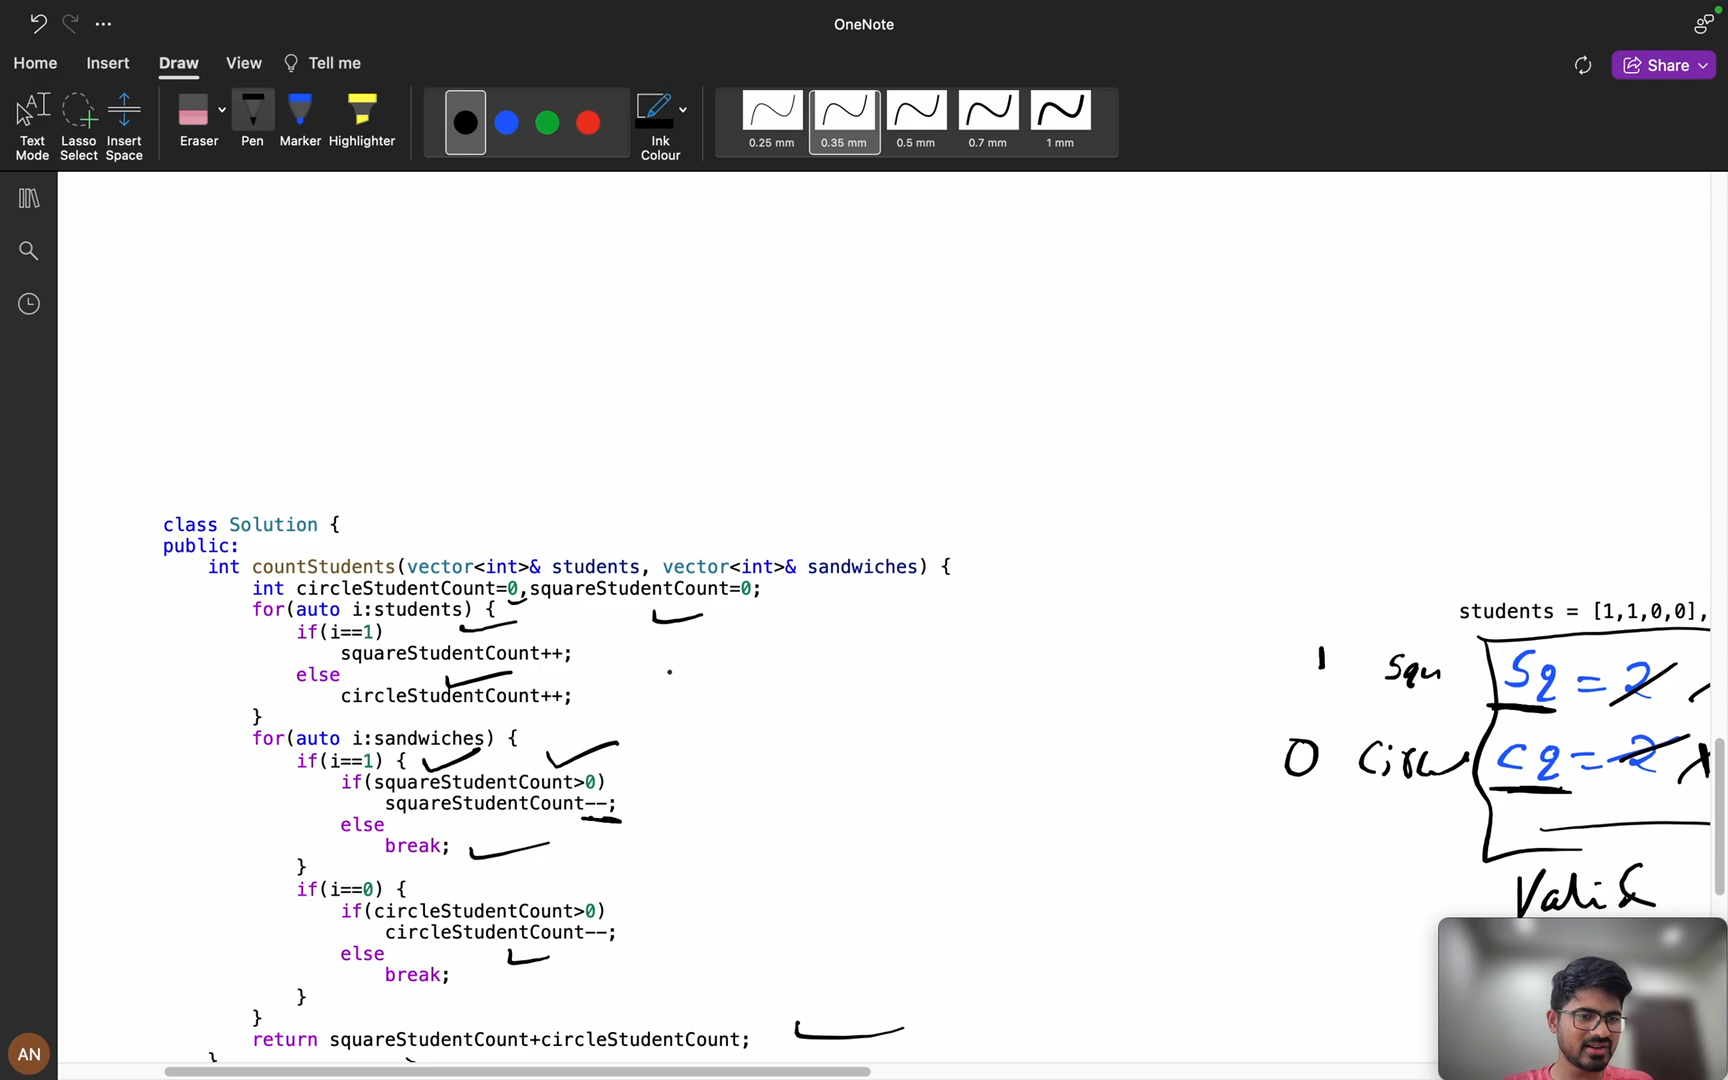 OneNote
Home Insert Draw View Tell me
Share
Text Mode
Lasso Select
Insert Space
Eraser
Pen
Marker
Highlighter
Ink Colour
0.25 mm
0.35 mm
0.5 mm
0.7 mm
1 mm
class Solution {
public:
int countStudents(vector<int>& students, vector<int>& sandwiches) {
int circleStudentCount=0,squareStudentCount=0;
for(auto i:students) {
if(i==1)
squareStudentCount++;
else
circleStudentCount++;
}
for(auto i:sandwiches) {
if(i==1) {
if(squareStudentCount>0)
squareStudentCount--;
else
break;
}
if(i==0) {
if(circleStudentCount>0)
circleStudentCount--;
else
break;
}
}
return squareStudentCount+circleStudentCount;
}
students = [1,1,0,0],
1 Squ Sq = 2
0 Cq = 2
AN